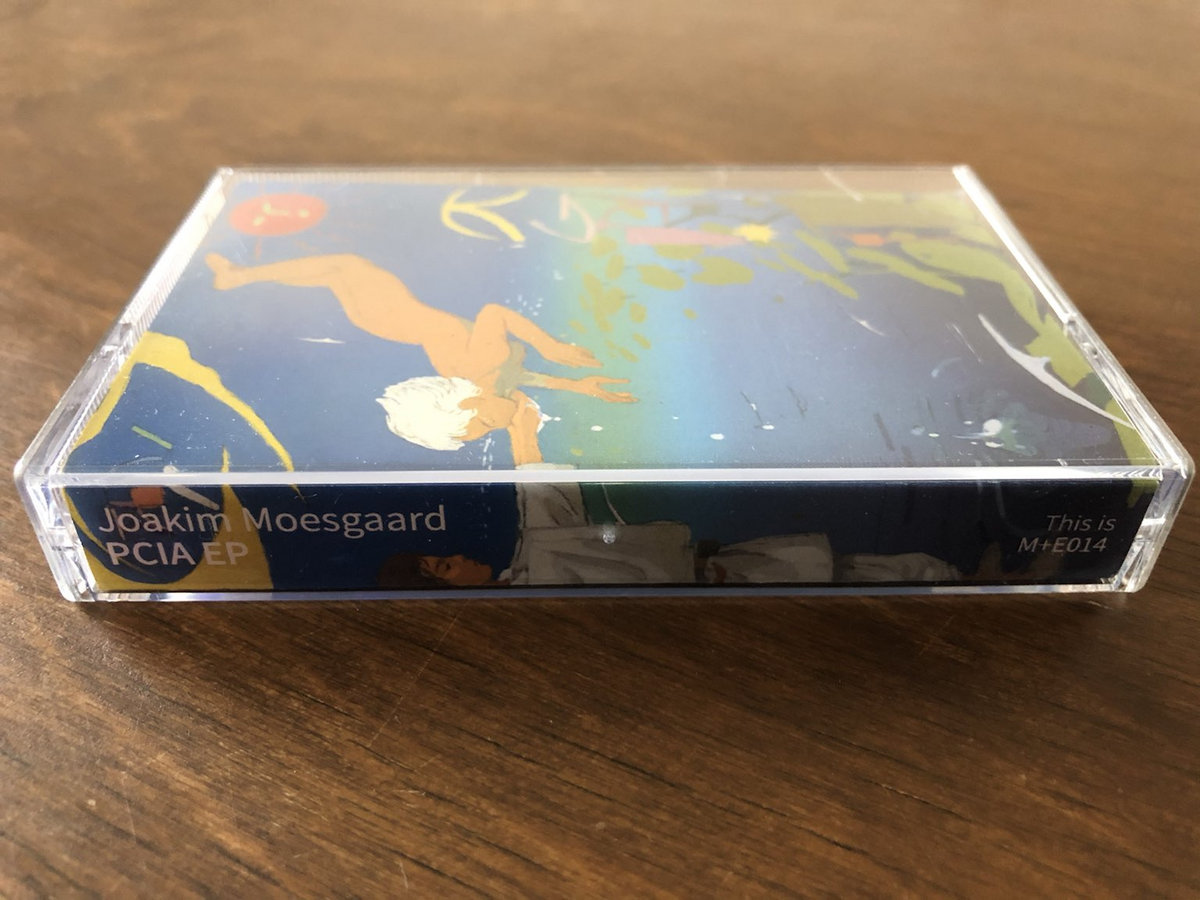 Joakim Moesgaard
PCIA EP
This is
M+E014